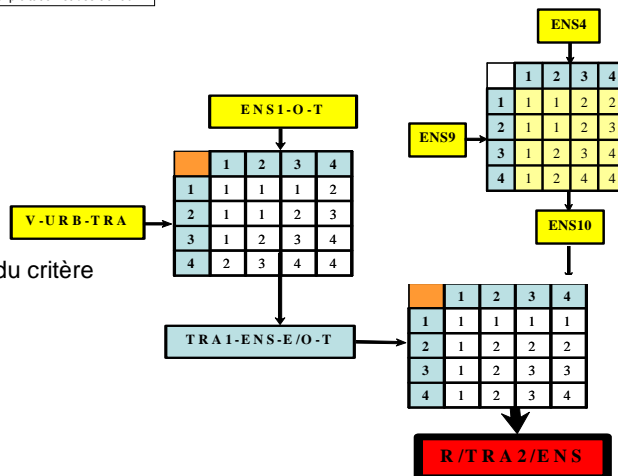 ENS4
1 2 3 4
1 1 1 2 2
2 1 1 2 3
3 1 2 3 4
4 1 2 4 4
ENS9
ENS10
ENS1-O-T
1 2 3 4
1 1 1 1 2
2 1 1 2 3
3 1 2 3 4
4 2 3 4 4
V-URB-TRA
du critère
TRA1-ENS-E/O-T
1 2 3 4
1 1 1 1 1
2 1 2 2 2
3 1 2 3 3
4 1 2 3 4
R/TRA2/ENS